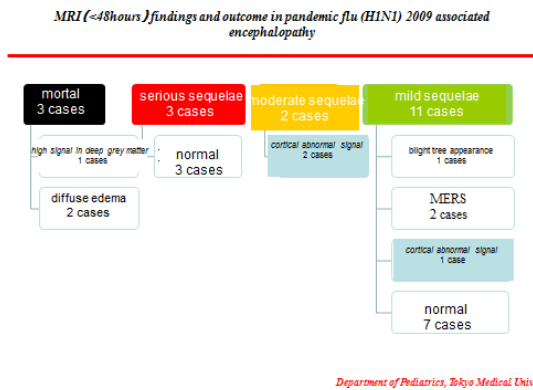 MRI(<48hours) findings and outcome in pandemic flu (H1N1) 2009 associated
encephalopathy
mortal
3 cases
serious sequelae
3 cases
moderate sequelae
2 cases
mild sequelae
11 cases
high signal in deep grey matter
1 cases
diffuse edema
2 cases
normal
3 cases
cortical abnormal signal
2 cases
blight tree appearance
1 cases
MERS
2 cases
cortical abnormal signal
1 case
normal
7 cases
Department of Pediatrics, Tokyo Medical Univ